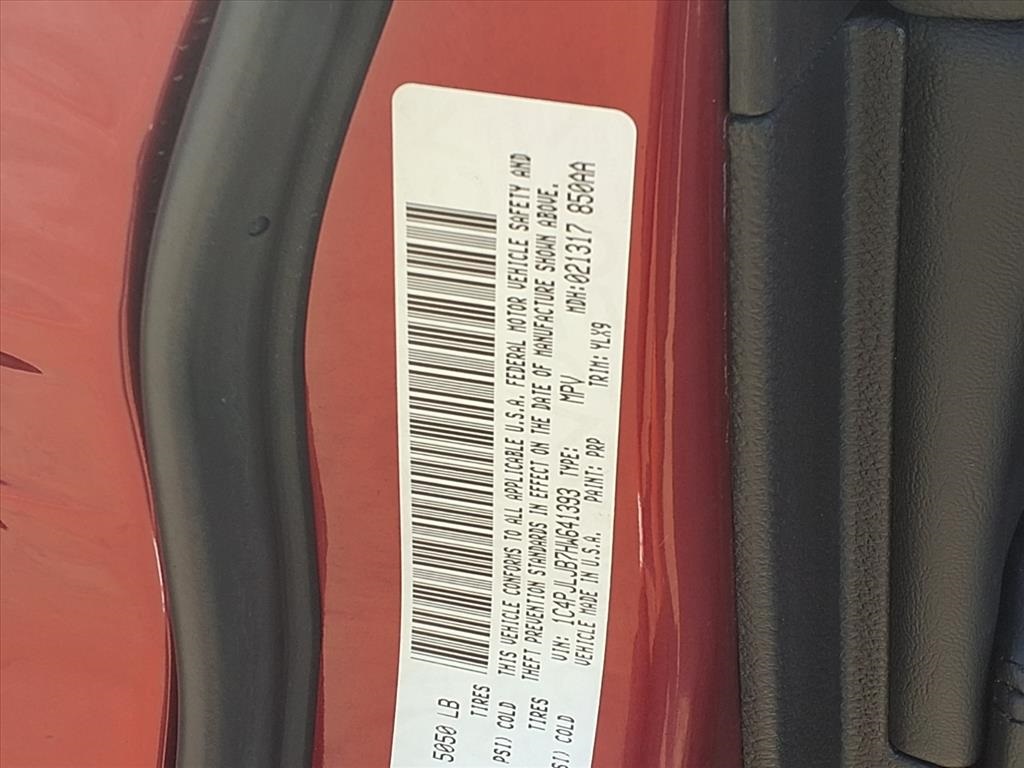 5050 LB
TIRES
PSI) COLD
THIS VEHICLE CONFORMS TO ALL APPLICABLE U.S.A. FEDERAL MOTOR VEHICLE SAFETY AND
THEFT PREVENTION STANDARDS IN EFFECT ON THE DATE OF MANUFACTURE SHOWN ABOVE.
TIRES
VIN: 1C4PJLJB7HW641393 TYPE: MPV MDH:021317 850AA
PSI) COLD
VEHICLE MADE IN U.S.A. PAINT: PRP TRIM: YLX9